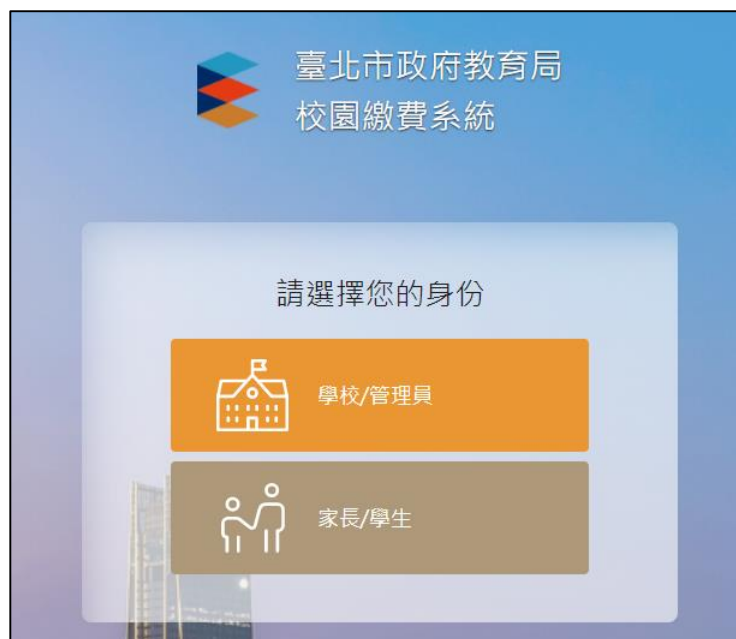 臺北市政府教育局
校園繳費系統
請選擇您的身份
學校/管理員
家長/學生